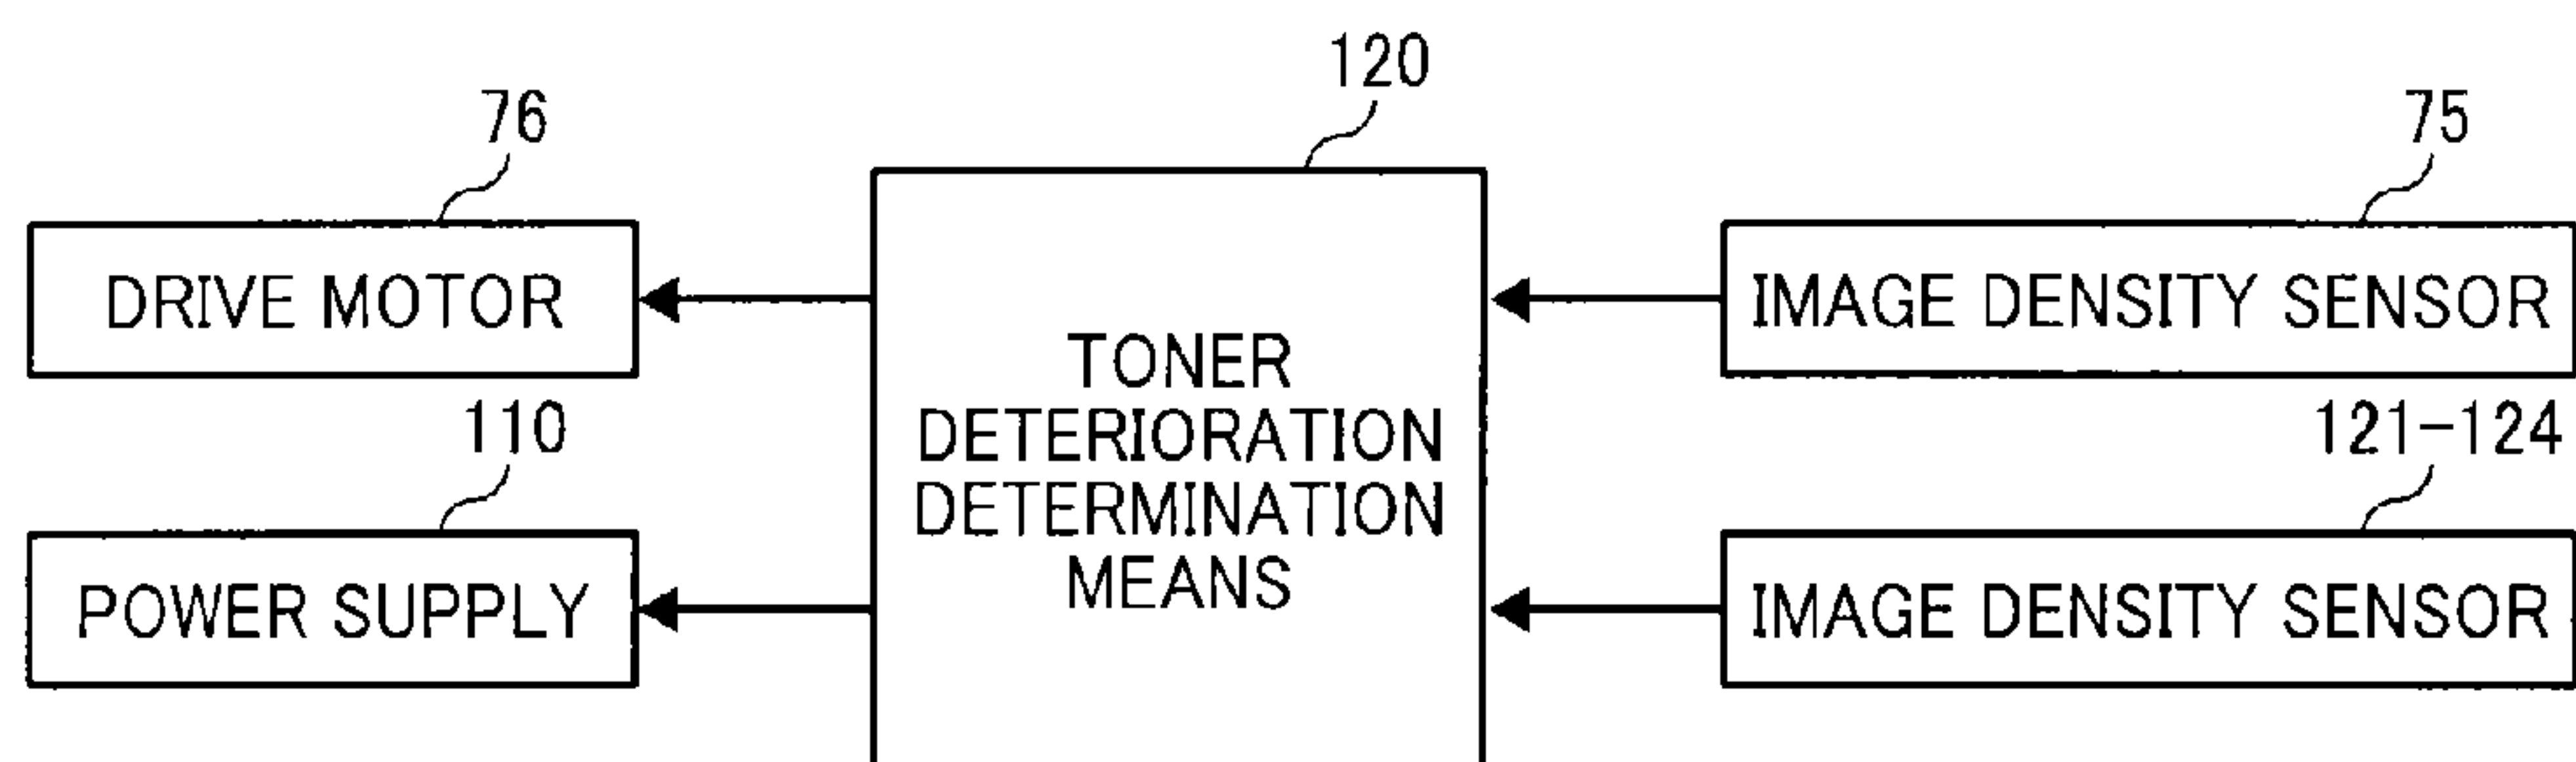 120
76
75
DRIVE MOTOR
IMAGE DENSITY SENSOR
TONER
DETERIORATION
DETERMINATION
MEANS
110
121-124
POWER SUPPLY
IMAGE DENSITY SENSOR